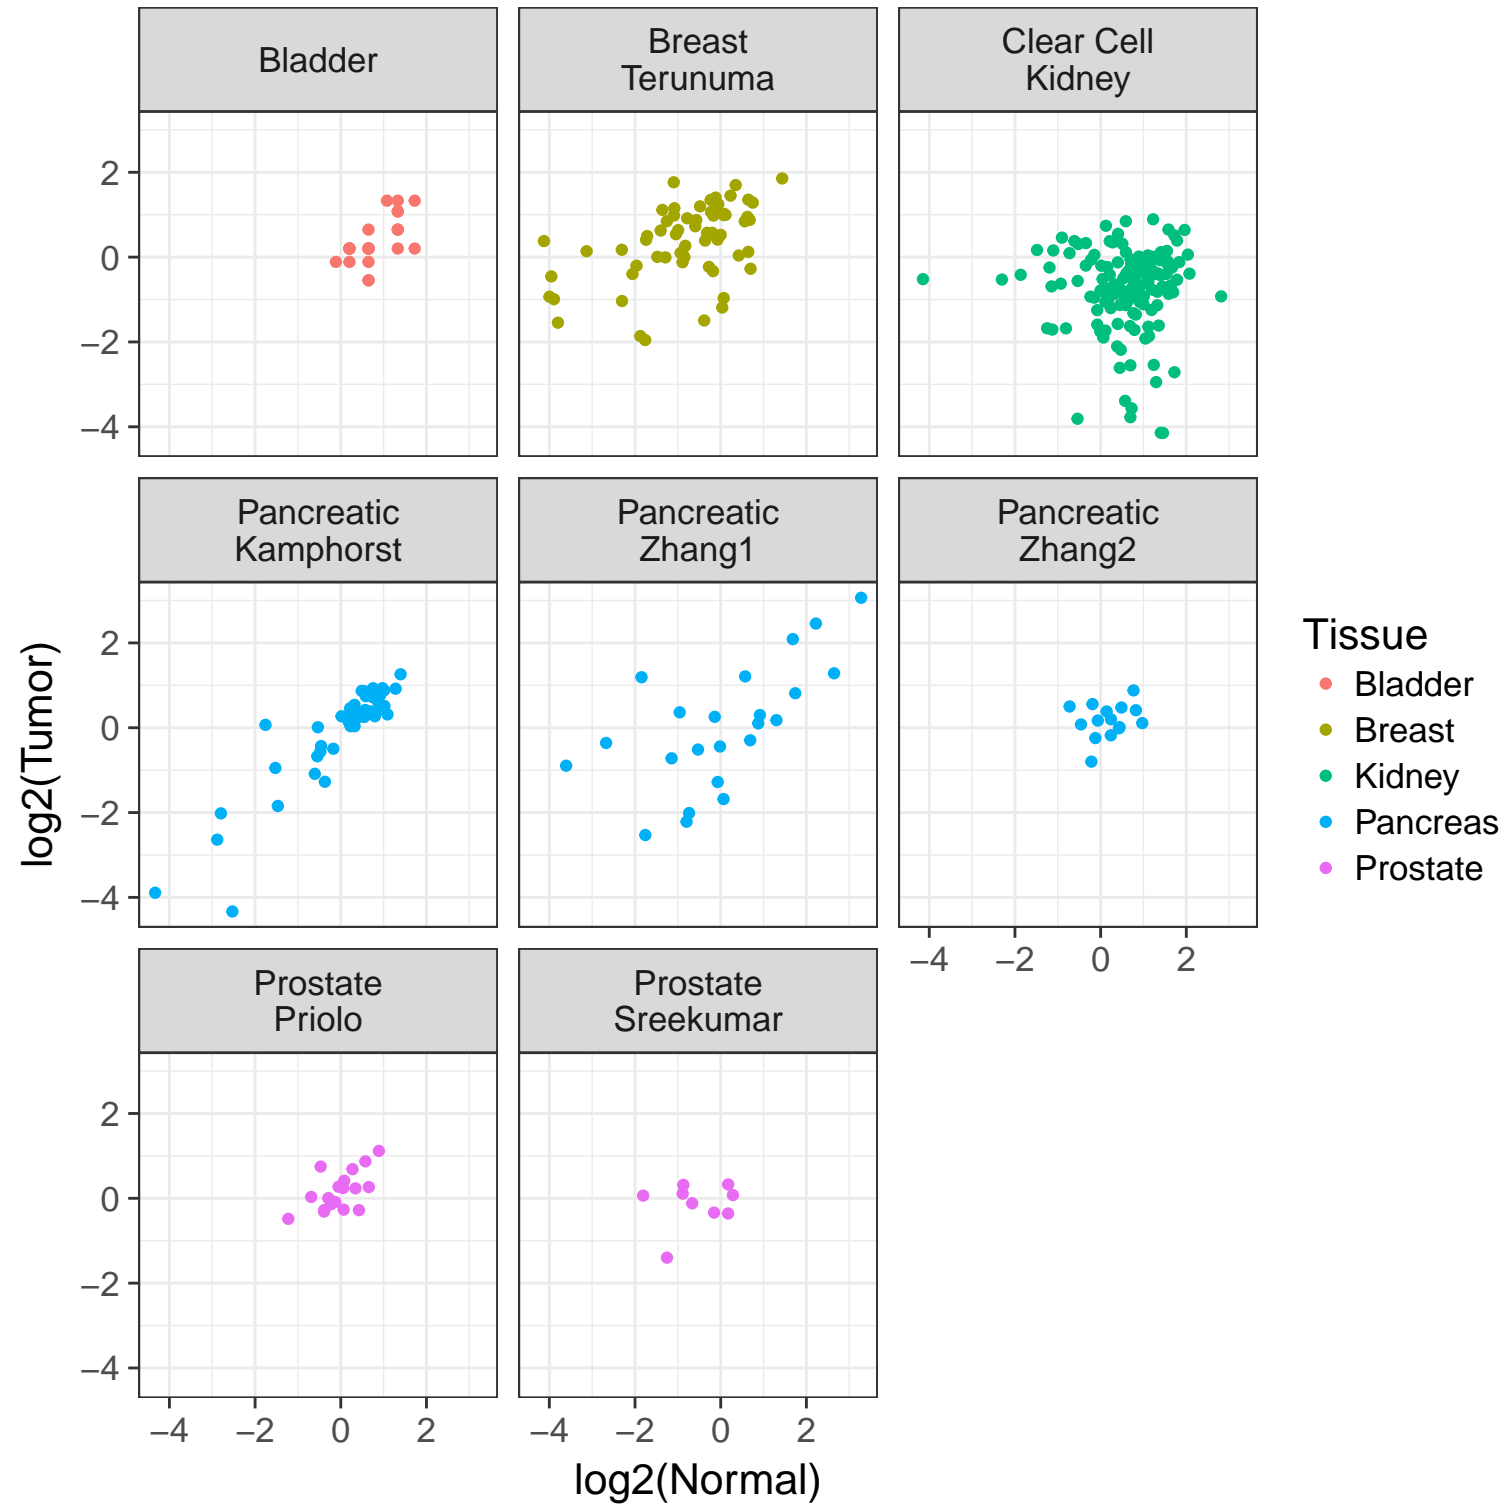 Bladder
Breast
Terunuma
Clear Cell
Kidney
2
0
−2
−4
Pancreatic
Kamphorst
Pancreatic
Zhang1
Pancreatic
Zhang2
2
0
−2
−4
−4 −2 0 2
Prostate
Priolo
Prostate
Sreekumar
2
0
−2
−4
−4 −2 0 2
−4 −2 0 2
log2(Normal)
log2(Tumor)
Tissue
Bladder
Breast
Kidney
Pancreas
Prostate